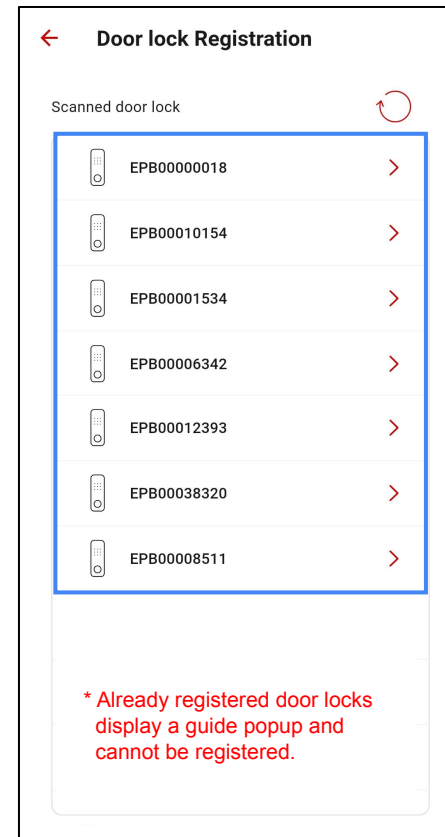 Door lock Registration
Scanned door lock
EPB00000018
EPB00010154
EPB00001534
EPB00006342
EPB00012393
EPB00038320
EPB00008511
* Already registered door locks
display a guide popup and
cannot be registered.